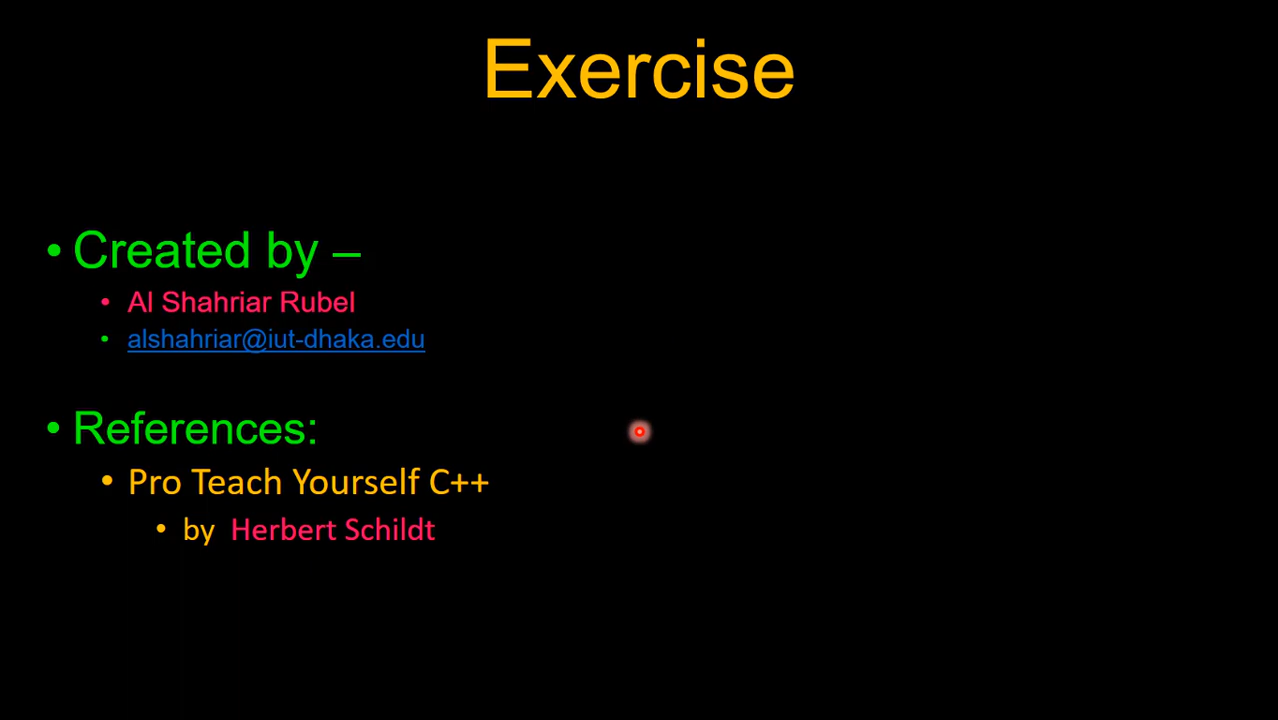 Exercise
• Created by –
• Al Shahriar Rubel
• alshahriar@iut-dhaka.edu
• References:
• Pro Teach Yourself C++
• by Herbert Schildt